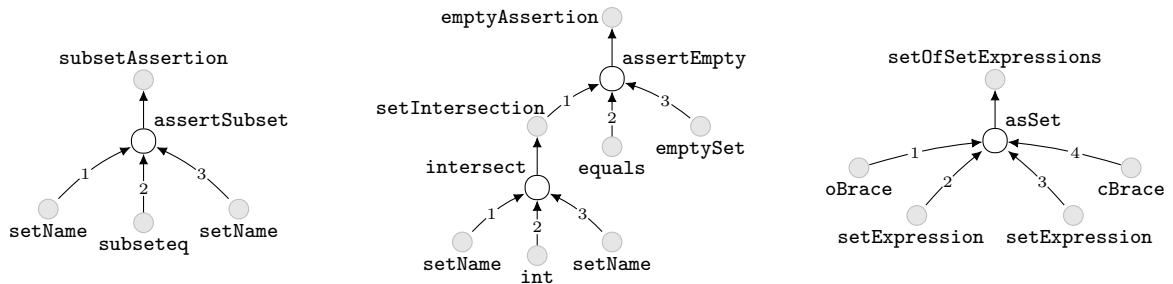 subsetAssertion
assertSubset
1
2
3
setName
subseteq
setName
emptyAssertion
assertEmpty
setIntersection
1
2
3
equals
emptySet
intersect
1
2
3
setName
int
setName
setOfSetExpressions
asSet
1
2
3
4
oBrace
cBrace
setExpression
setExpression